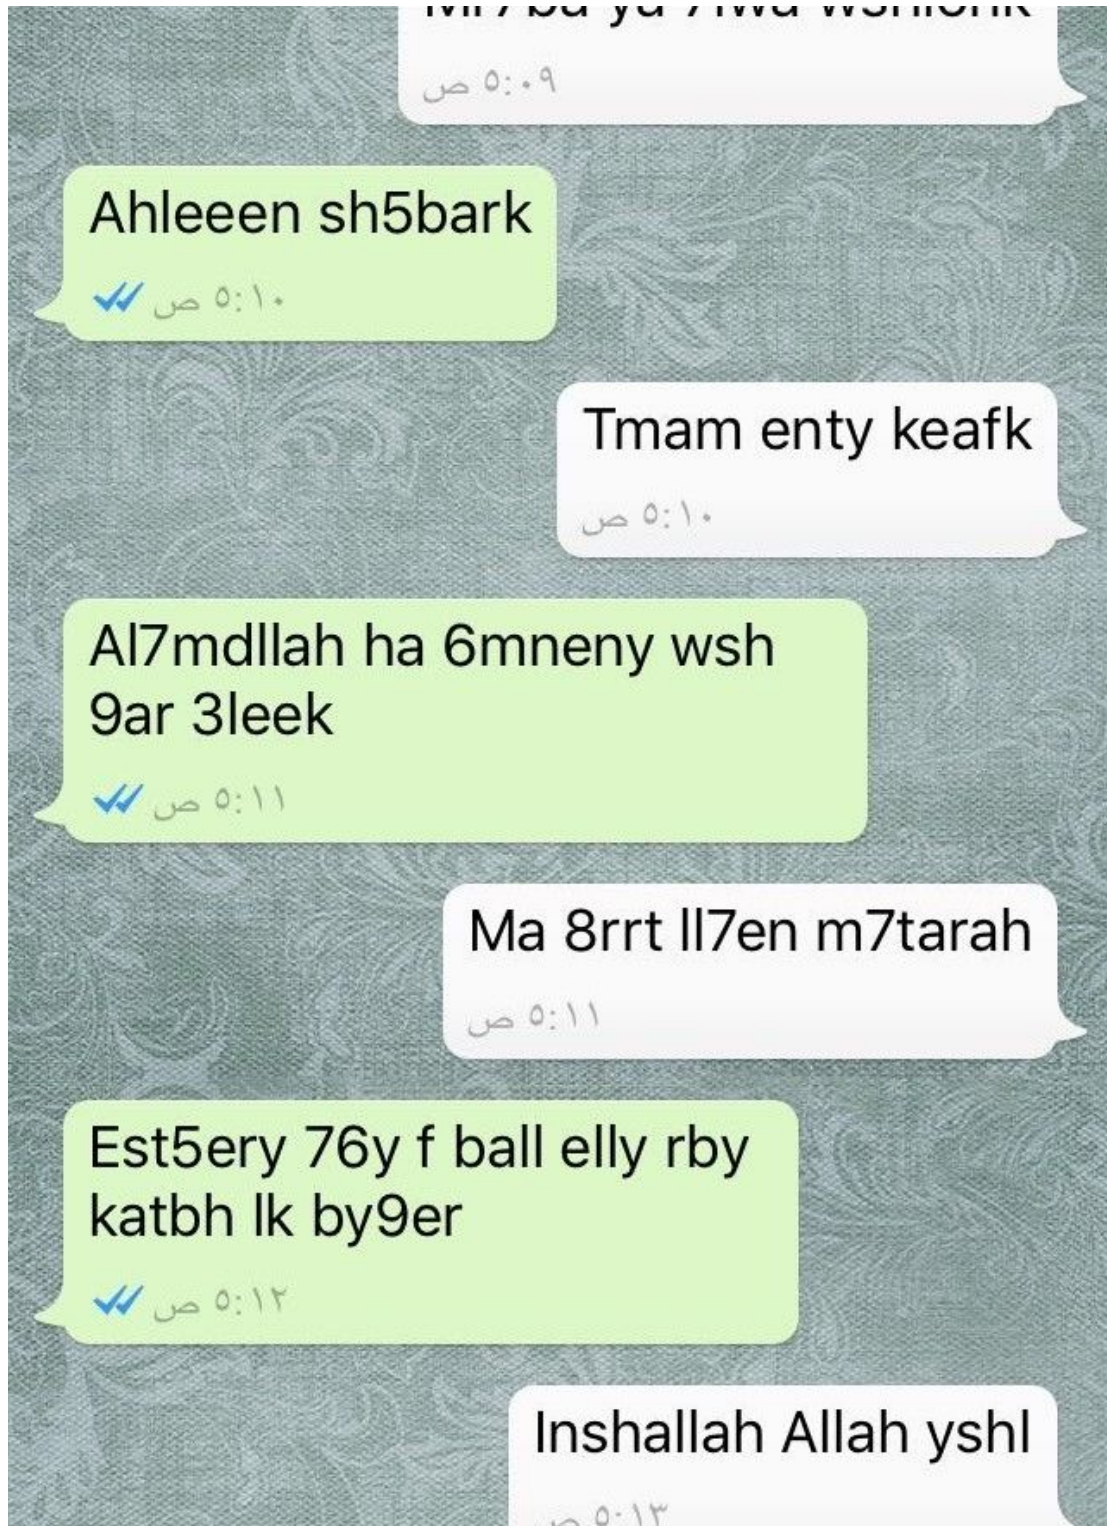 ص ٥:٠٩
Ahleeen sh5bark
ص ٥:١٠
Tmam enty keafk
ص ٥:١٠
Al7mdllah ha 6mneny wsh
9ar 3leek
ص ٥:١١
Ma 8rrt ll7en m7tarah
ص ٥:١١
Est5ery 76y f ball elly rby
katbh lk by9er
ص ٥:١٢
Inshallah Allah yshl
ص ٥:١٣